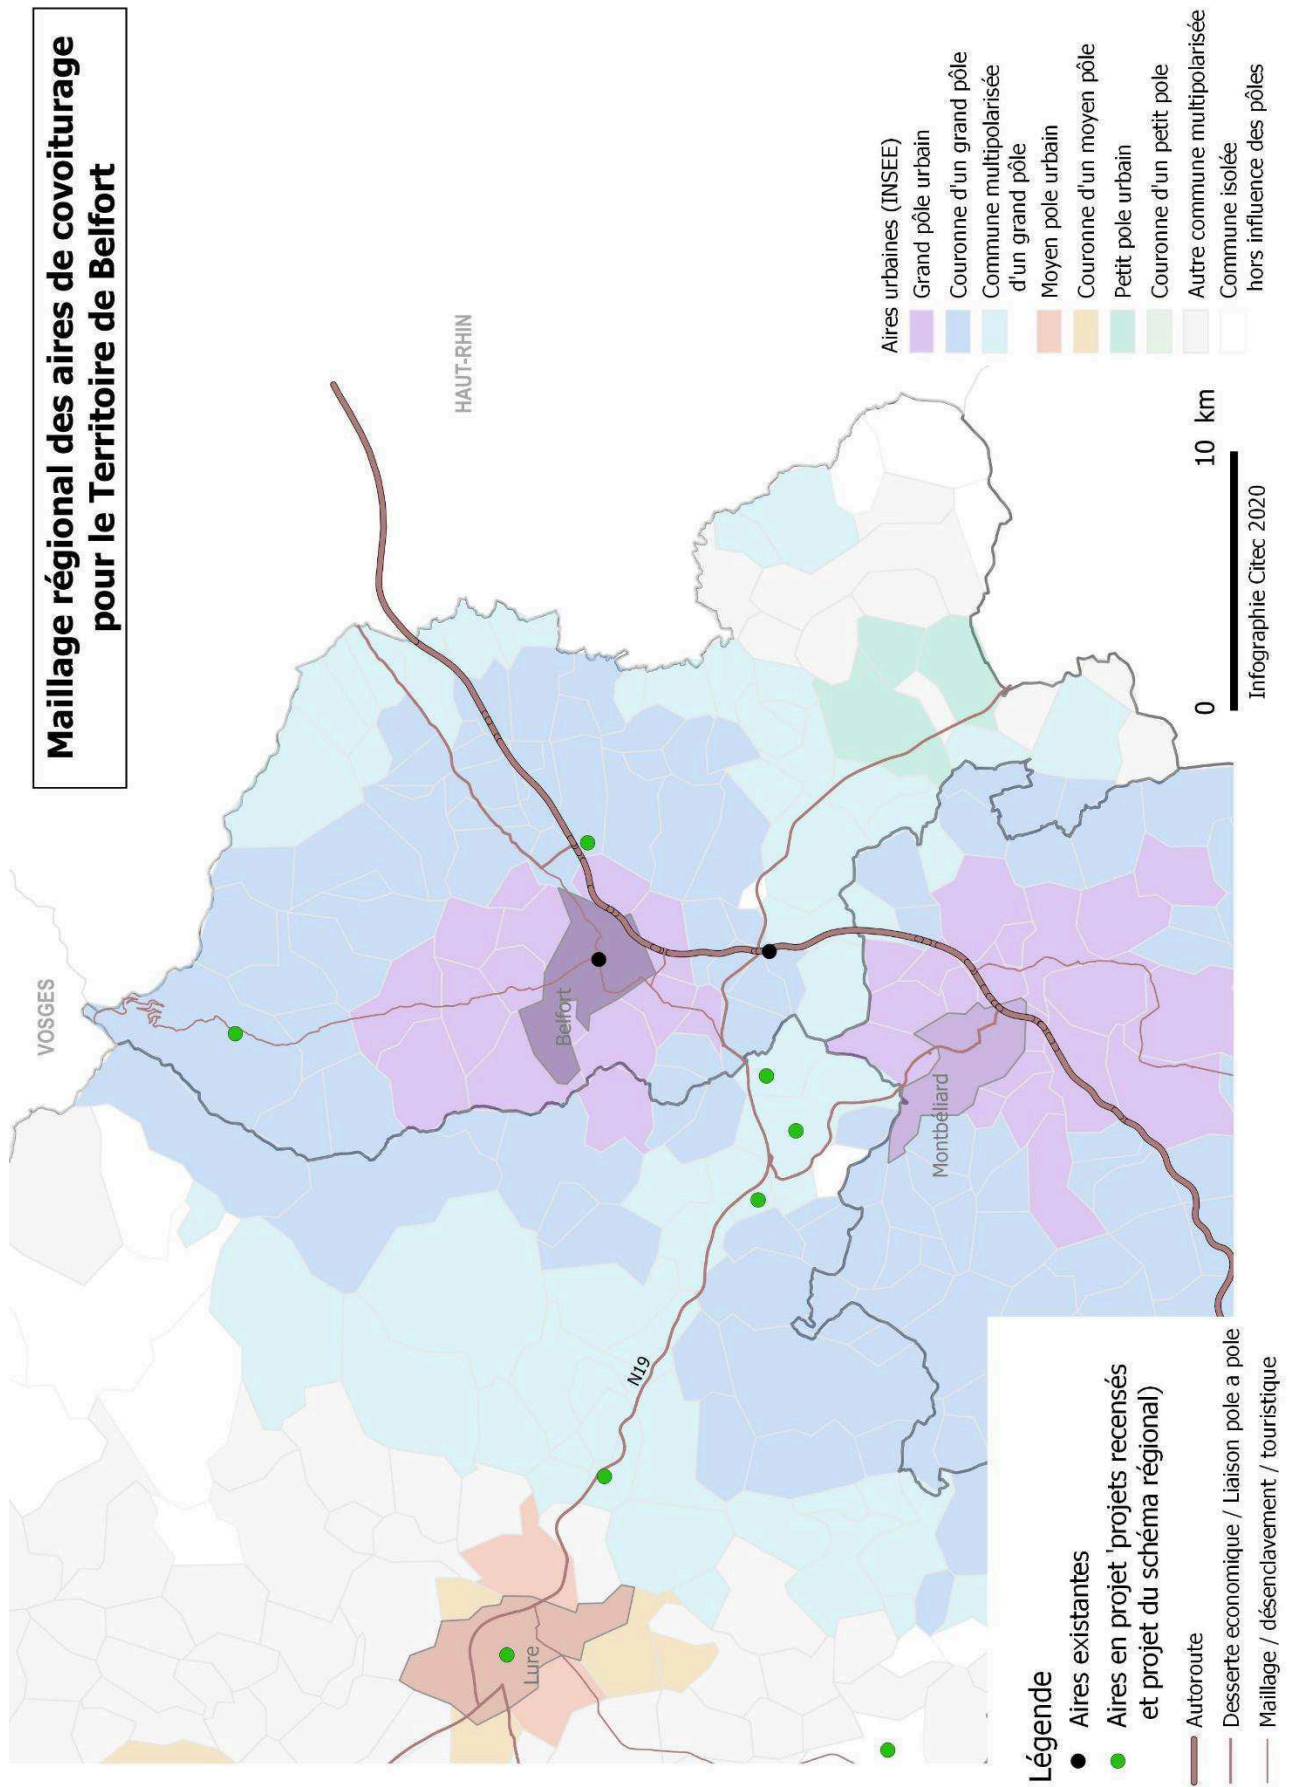 Maillage régional des aires de covoiturage
pour le Territoire de Belfort
VOSGES
HAUT-RHIN
Belfort
Montbéliard
N19
Lure
Aires urbaines (INSEE)
Grand pôle urbain
Couronne d'un grand pôle
Commune multipolarisée
d'un grand pôle
Moyen pole urbain
Couronne d'un moyen pôle
Petit pole urbain
Couronne d'un petit pole
Autre commune multipolarisée
Commune isolée
hors influence des pôles
0 10 km
Infographie Citec 2020
Légende
Aires existantes
Aires en projet 'projets recensés
et projet du schéma régional)
Autoroute
Desserte economique / Liaison pole a pole
Maillage / désenclavement / touristique